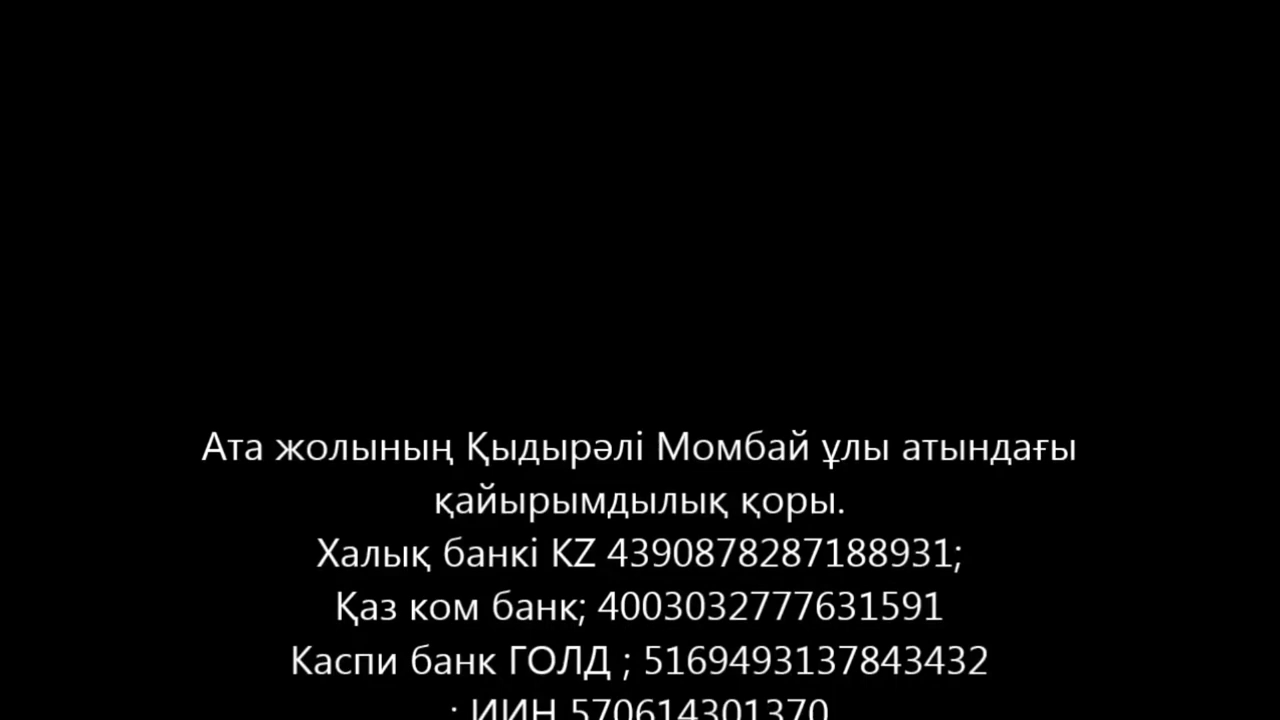 Ата жолының Қыдырәлі Момбай ұлы атындағы
қайырымдылық қоры.
Халық банкі KZ 4390878287188931;
Қаз ком банк; 4003032777631591
Каспи банк ГОЛД ; 5169493137843432
; ИИН 570614301370